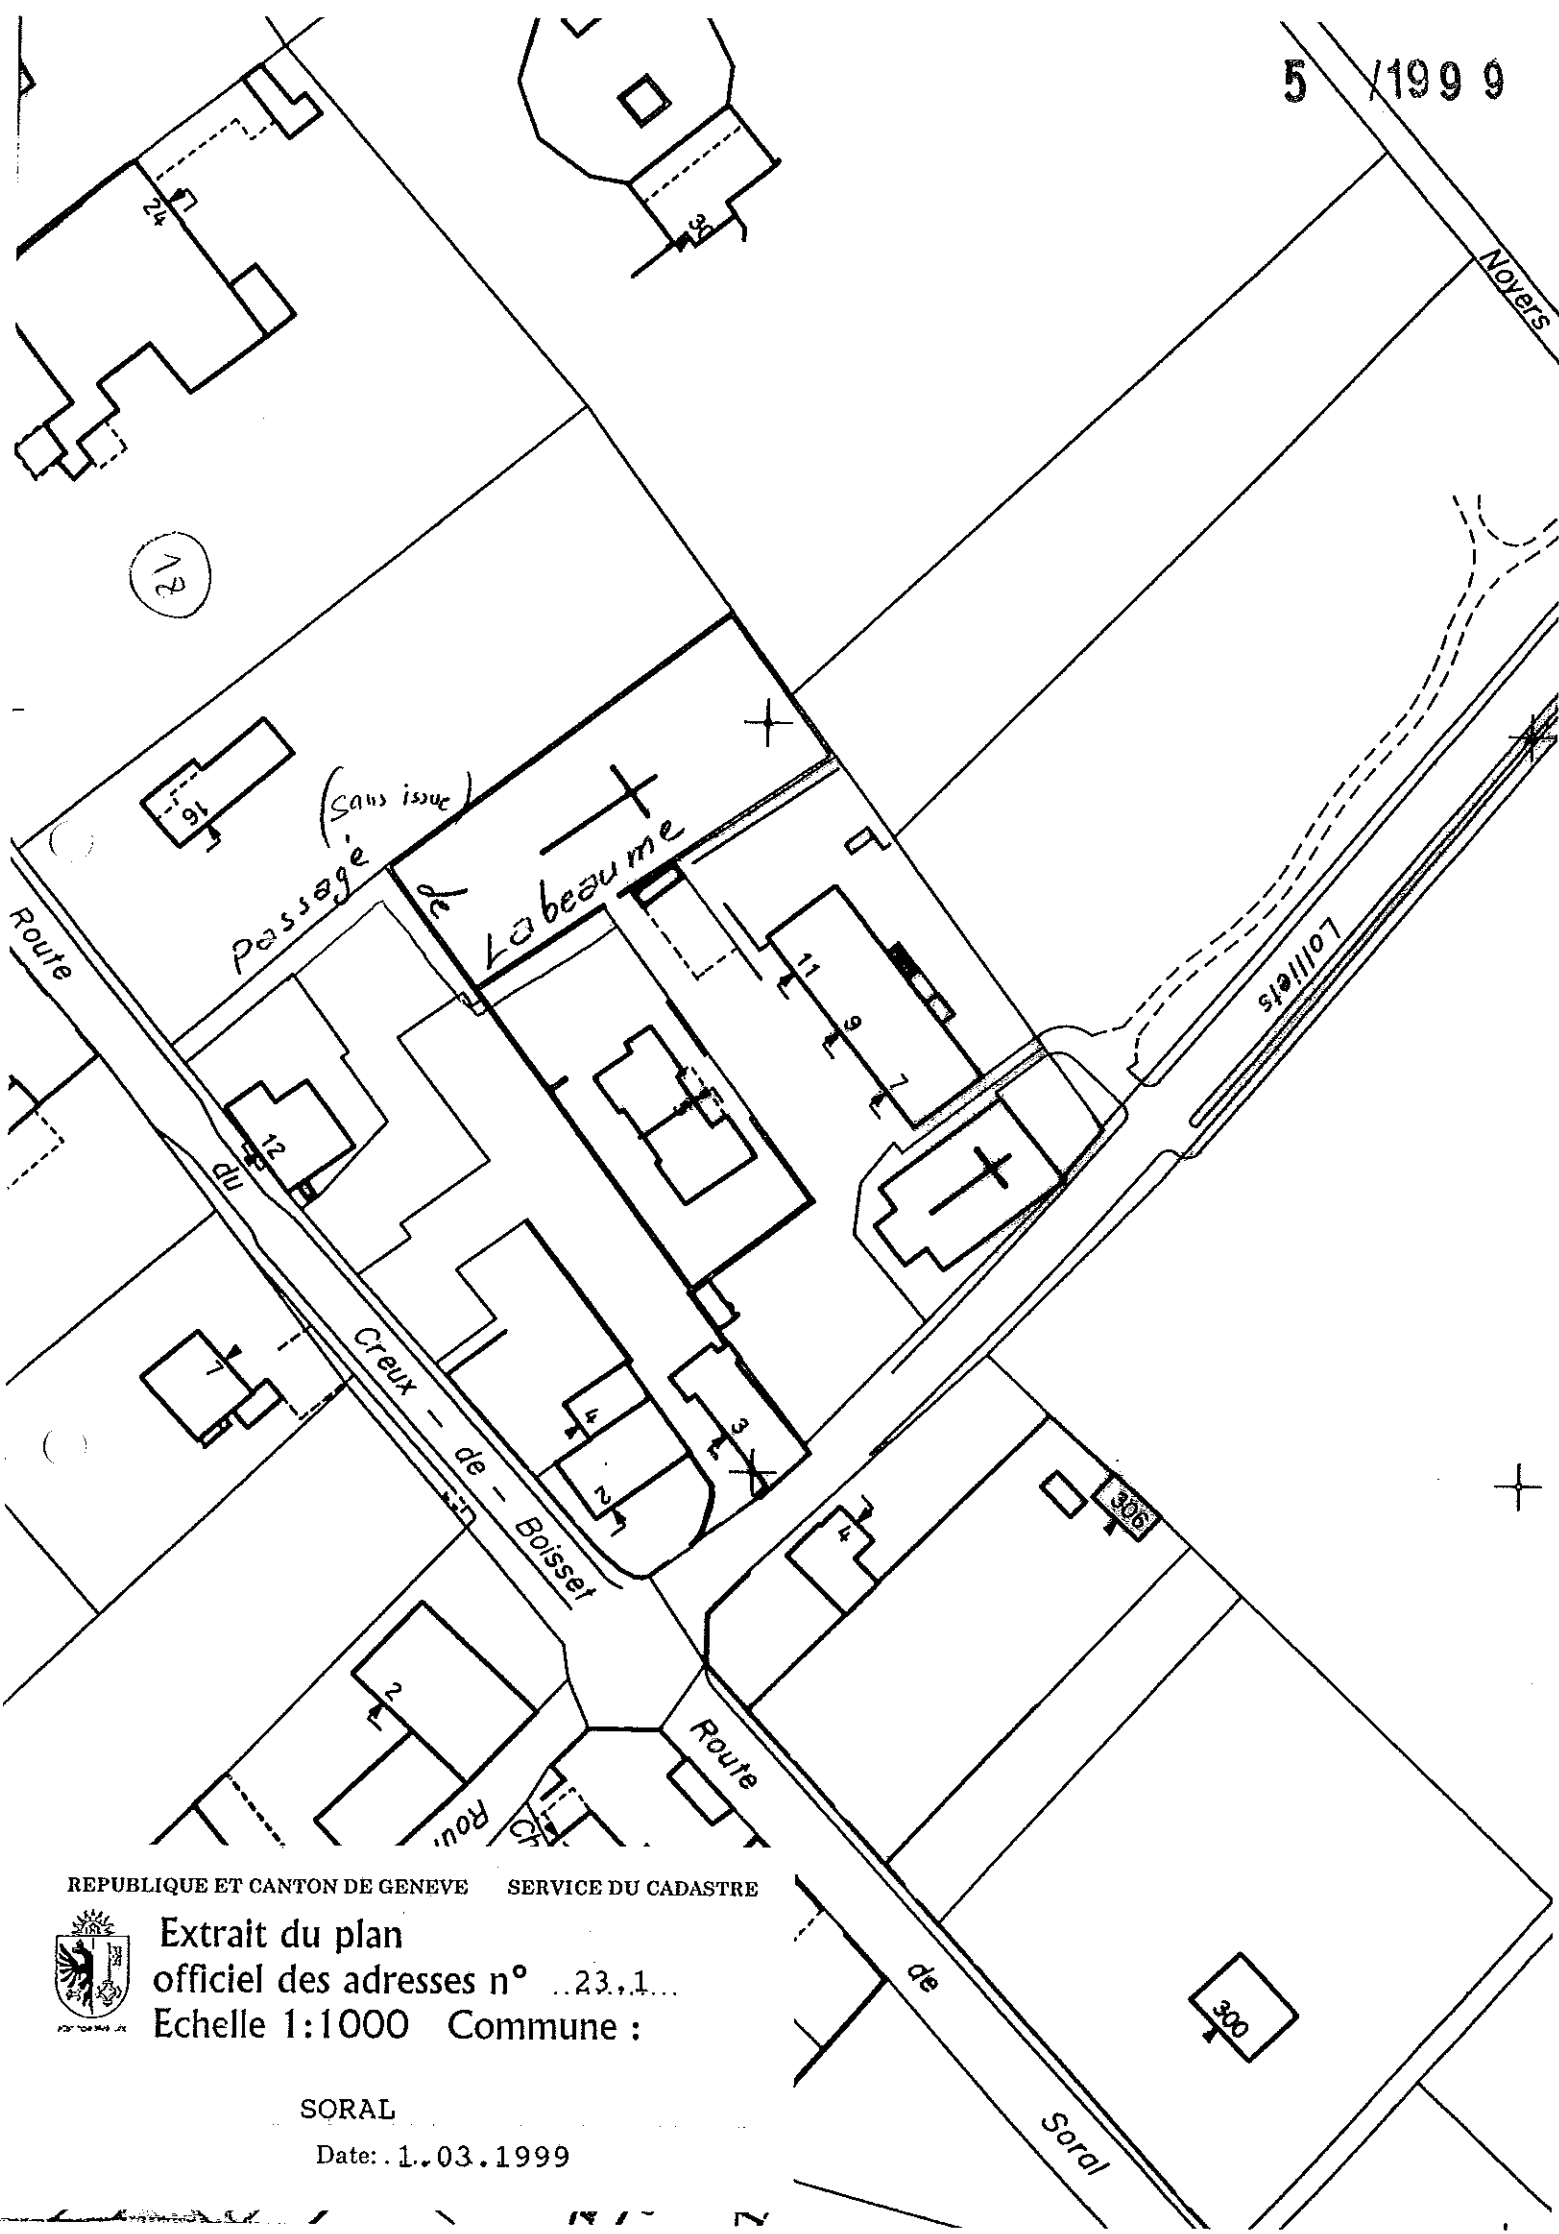 5 /1999
Noyers
24
30
21
16
(sans issue)
passage
de
Labeaume
Route
du
Creux - de - Boisset
Lolliets
11
9
7
12
7
4
2
3
4
306
2
Route
de
Soral
Rou
Ch
300
REPUBLIQUE ET CANTON DE GENEVE SERVICE DU CADASTRE
Extrait du plan
officiel des adresses n° ..23.1...
Echelle 1:1000 Commune :
SORAL
Date: . 1..03.1999